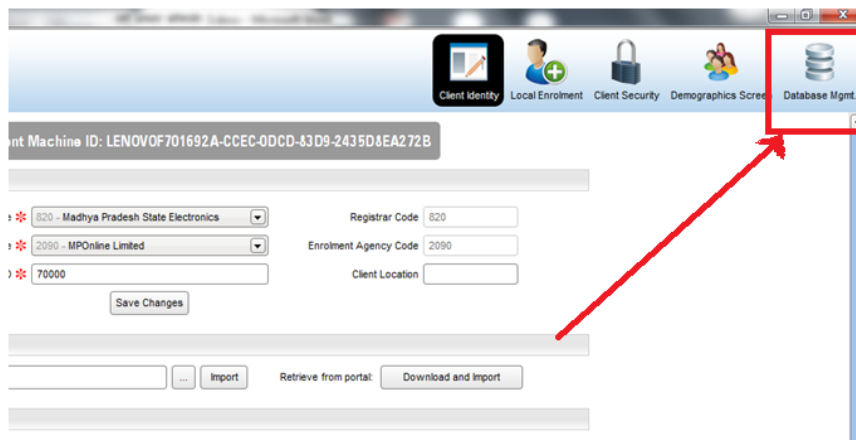 Client Identity
Local Enrolment
Client Security
Demographics Scree
Database Mgmt.
ont Machine ID: LENOVOF701692A-CCEC-0DCD-83D9-2435D8EA272B
e * 820 - Madhya Pradesh State Electronics Registrar Code 820
e * 2090 - MPOnline Limited Enrolment Agency Code 2090
D * 70000 Client Location
Save Changes
... Import Retrieve from portal: Download and Import